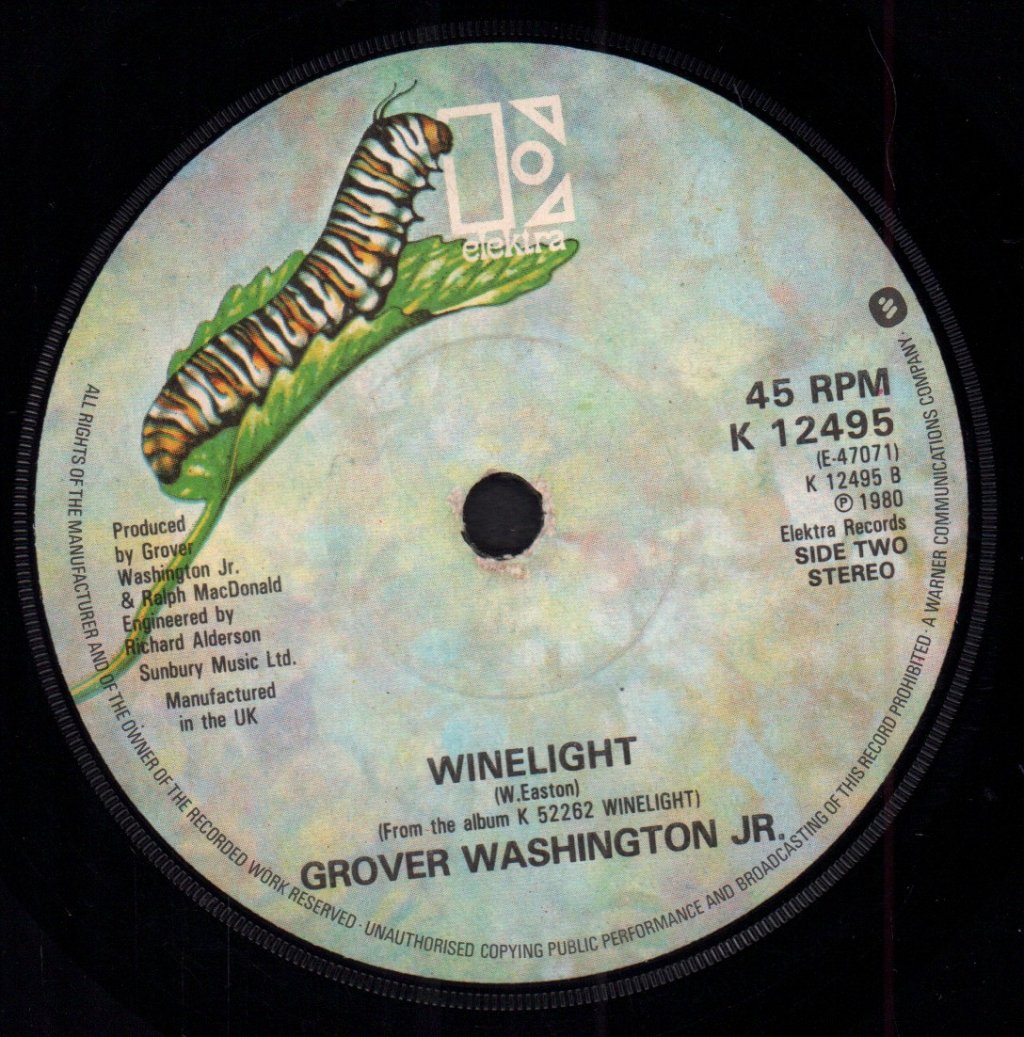 elektra
45 RPM
K 12495
(E-47071)
K 12495 B
℗ 1980
Elektra Records
SIDE TWO
STEREO
Produced
by Grover
Washington Jr.
& Ralph MacDonald
Engineered by
Richard Alderson
Sunbury Music Ltd.
Manufactured
in the UK
WINELIGHT
(W.Easton)
(From the album K 52262 WINELIGHT)
GROVER WASHINGTON JR.
ALL RIGHTS OF THE MANUFACTURER AND OF THE OWNER OF THE RECORDED WORK RESERVED · UNAUTHORISED COPYING PUBLIC PERFORMANCE AND BROADCASTING OF THIS RECORD PROHIBITED · A WARNER COMMUNICATIONS COMPANY ·